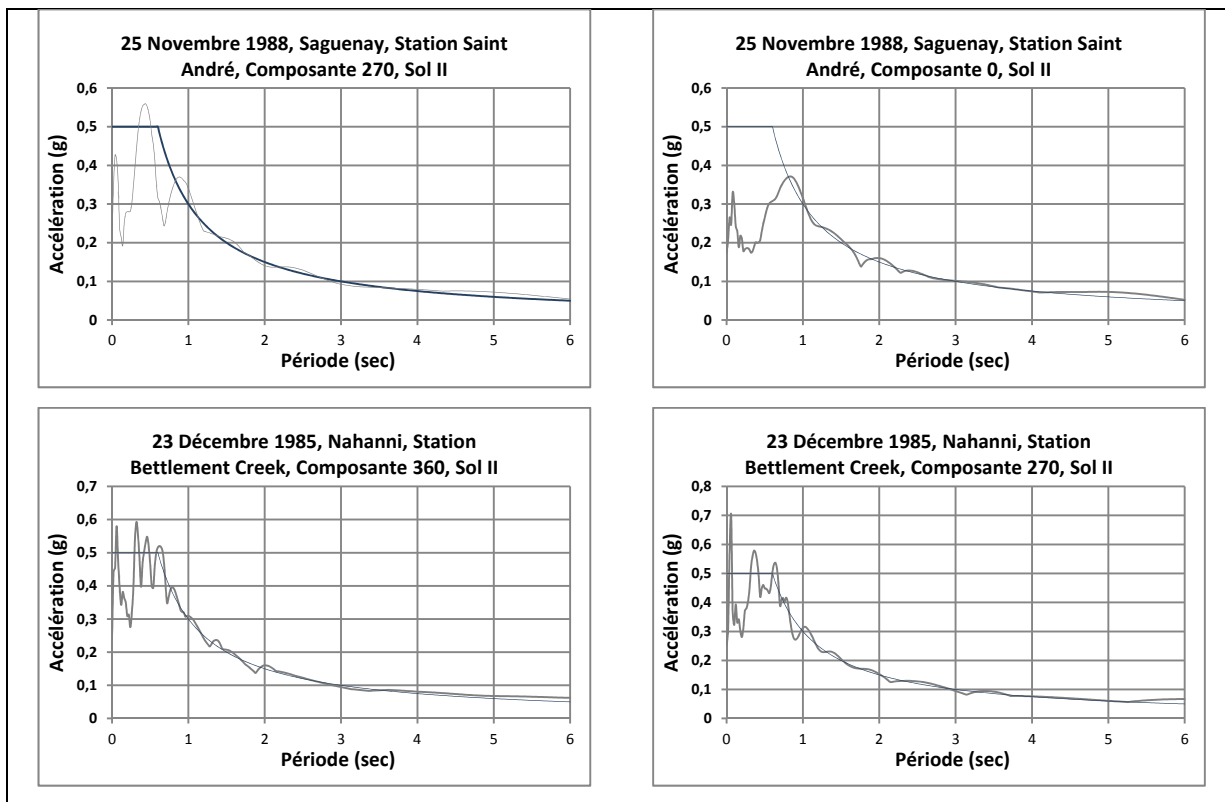 25 Novembre 1988, Saguenay, Station Saint
André, Composante 270, Sol II
0,6
0,5
0,4
0,3
0,2
0,1
0
Accélération (g)
0 1 2 3 4 5 6
Période (sec)
25 Novembre 1988, Saguenay, Station Saint
André, Composante 0, Sol II
0,6
0,5
0,4
0,3
0,2
0,1
0
Accélération (g)
0 1 2 3 4 5 6
Période (sec)
23 Décembre 1985, Nahanni, Station
Bettlement Creek, Composante 360, Sol II
0,7
0,6
0,5
0,4
0,3
0,2
0,1
0
Accélération (g)
0 1 2 3 4 5 6
Période (sec)
23 Décembre 1985, Nahanni, Station
Bettlement Creek, Composante 270, Sol II
0,8
0,7
0,6
0,5
0,4
0,3
0,2
0,1
0
Accélération (g)
0 1 2 3 4 5 6
Période (sec)